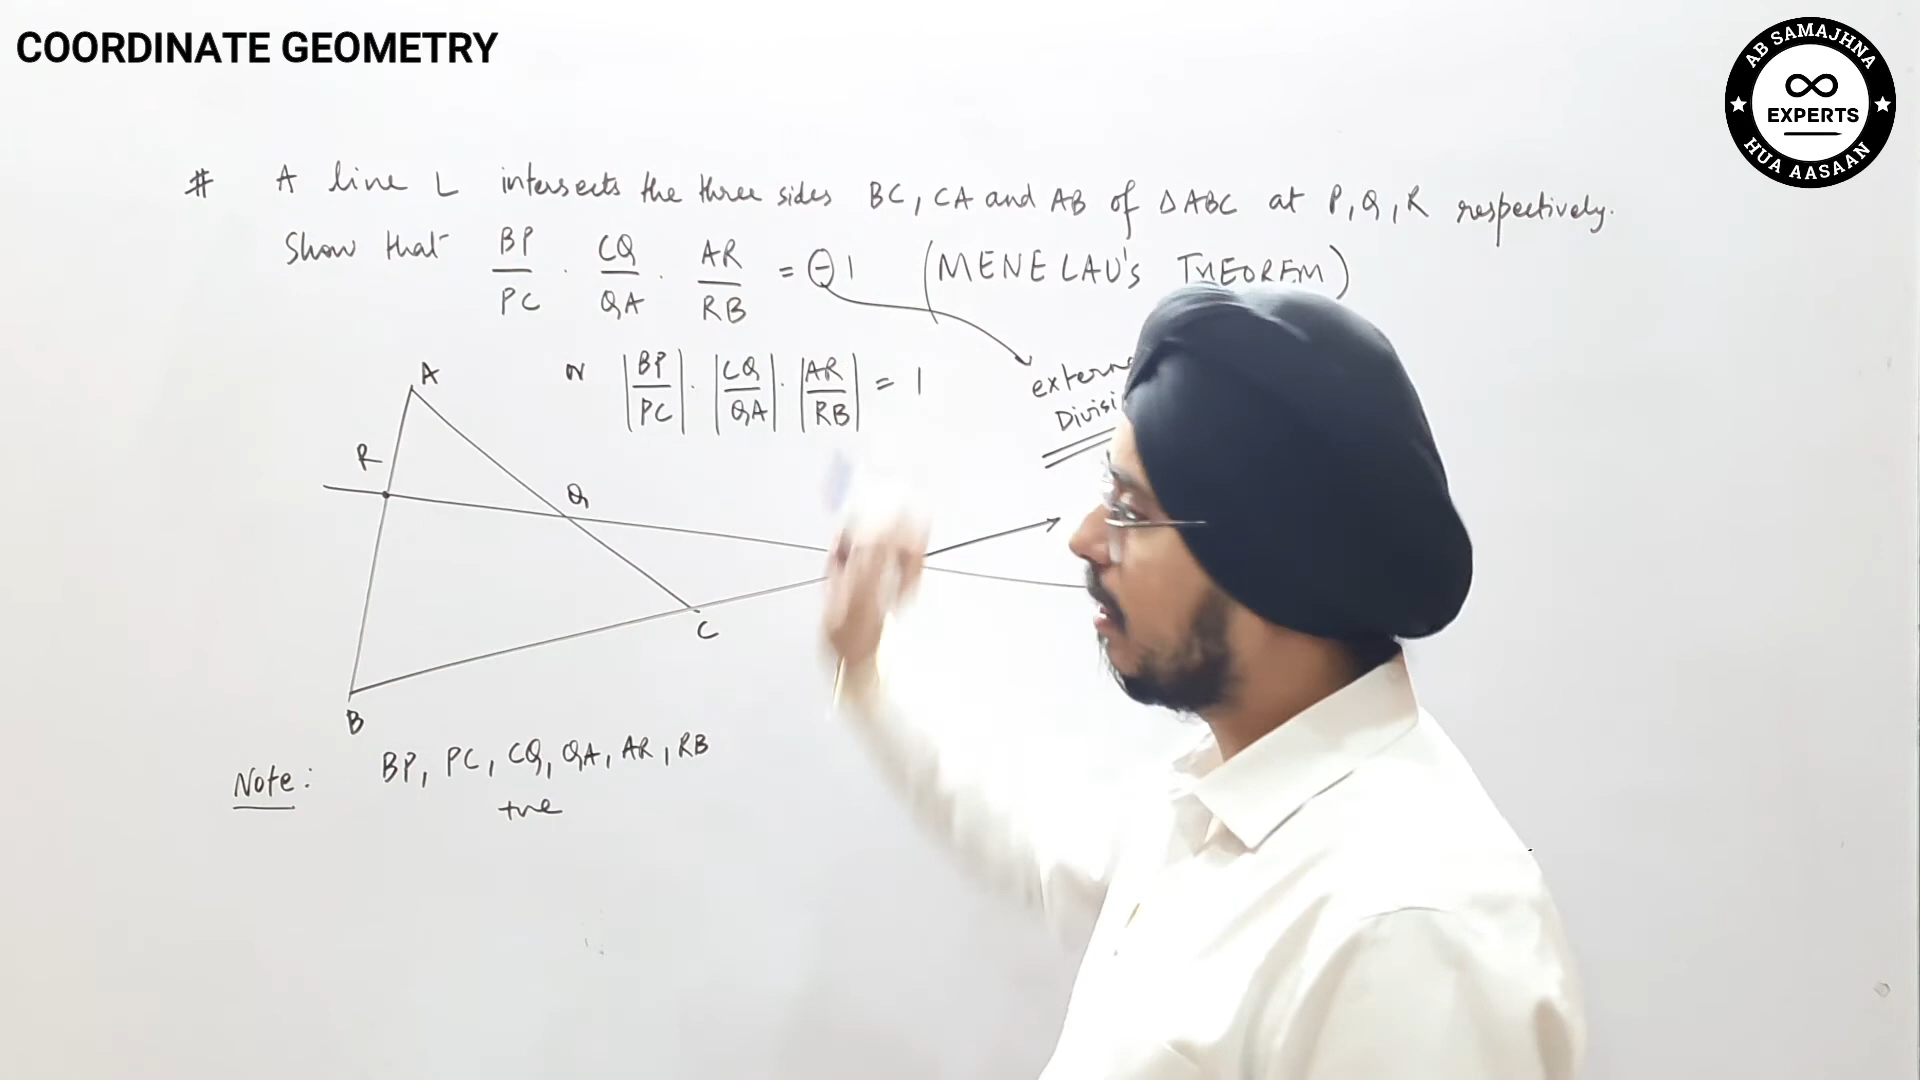 COORDINATE GEOMETRY
AB SAMAJHNA
EXPERTS
HUA AASAAN
# A line L intersects the three sides BC, CA and AB of ΔABC at P, Q, R respectively.
Show that BP/PC . CQ/QA . AR/RB = -1 (MENELAU's THEOREM)
or |BP/PC| . |CQ/QA| . |AR/RB| = 1
A
R
Q
C
B
Note: BP, PC, CQ, QA, AR, RB
+ve